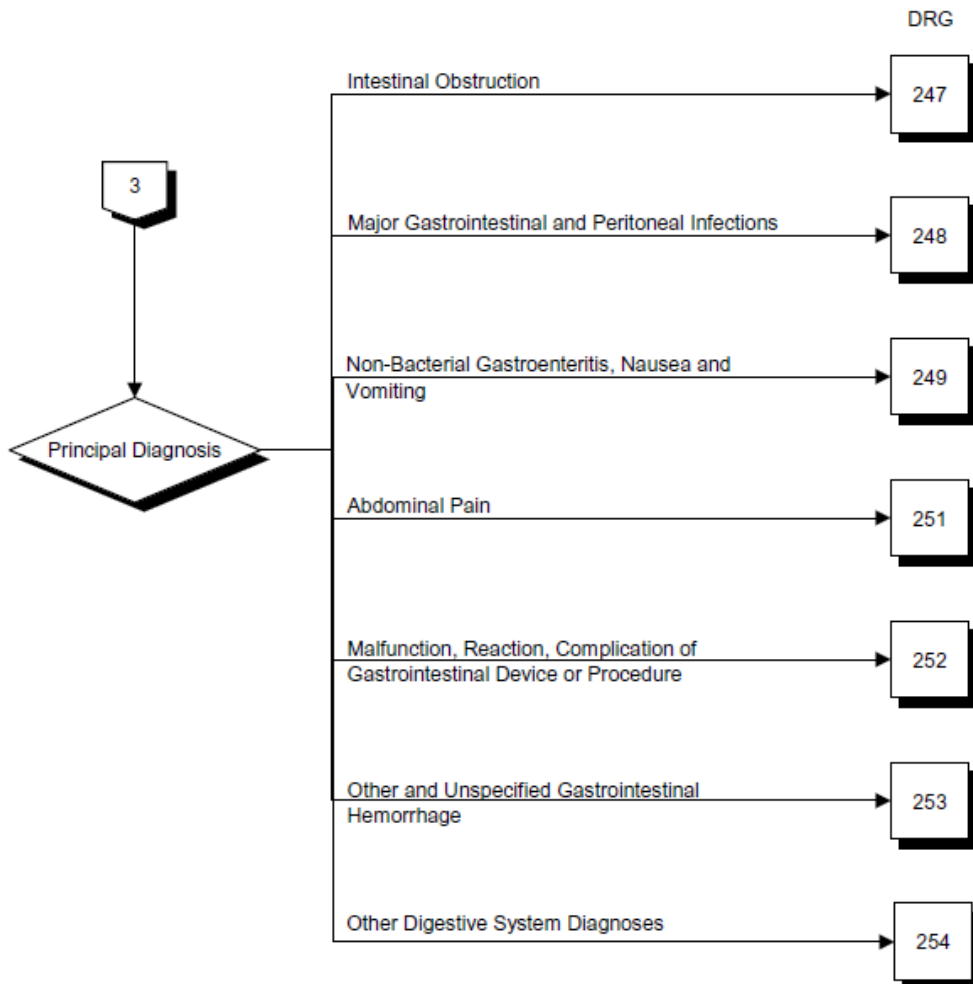 DRG
Intestinal Obstruction
247
3
Major Gastrointestinal and Peritoneal Infections
248
Non-Bacterial Gastroenteritis, Nausea and
Vomiting
249
Principal Diagnosis
Abdominal Pain
251
Malfunction, Reaction, Complication of
Gastrointestinal Device or Procedure
252
Other and Unspecified Gastrointestinal
Hemorrhage
253
Other Digestive System Diagnoses
254